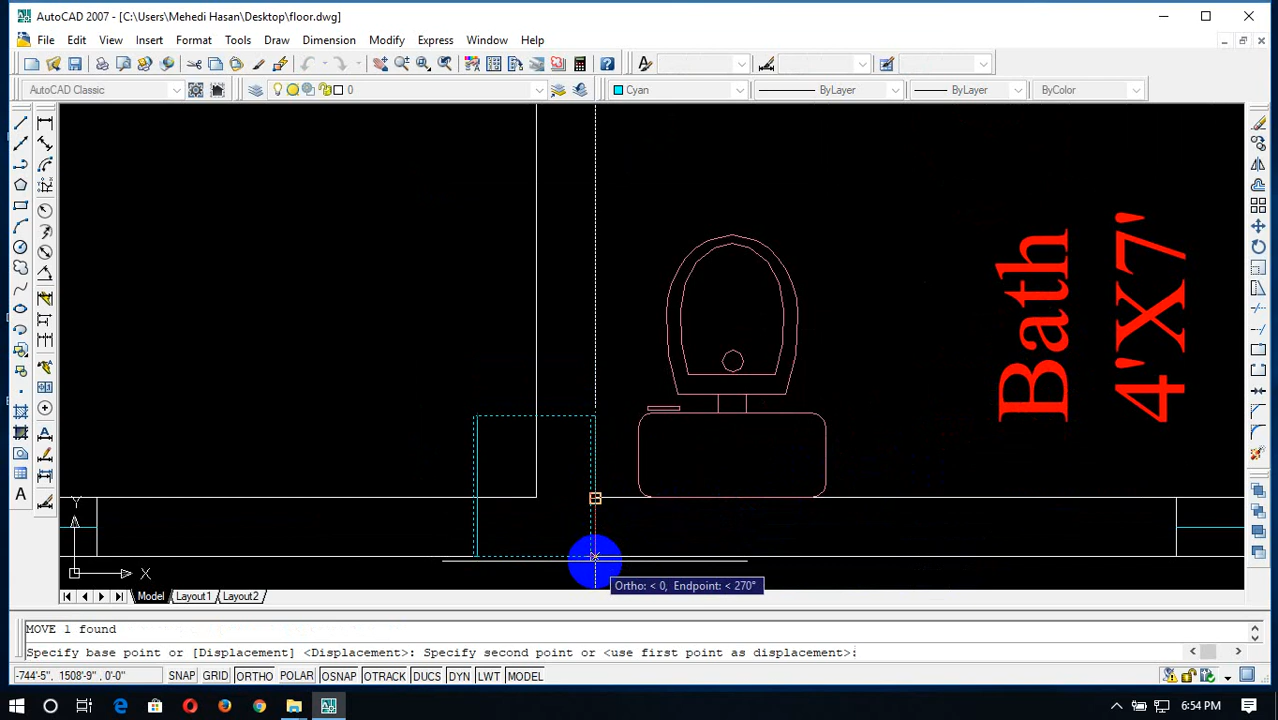 AutoCAD 2007 - [C:\Users\Mehedi Hasan\Desktop\floor.dwg]
File Edit View Insert Format Tools Draw Dimension Modify Express Window Help
AutoCAD Classic 0 Cyan ByLayer ByLayer ByColor
Bath
4'X7'
Y
X
Ortho: < 0, Endpoint: < 270°
Model Layout1 Layout2
MOVE 1 found
Specify base point or [Displacement] <Displacement>: Specify second point or <use first point as displacement>:
-744'-5", 1508'-9" , 0'-0" SNAP GRID ORTHO POLAR OSNAP OTRACK DUCS DYN LWT MODEL
6:54 PM